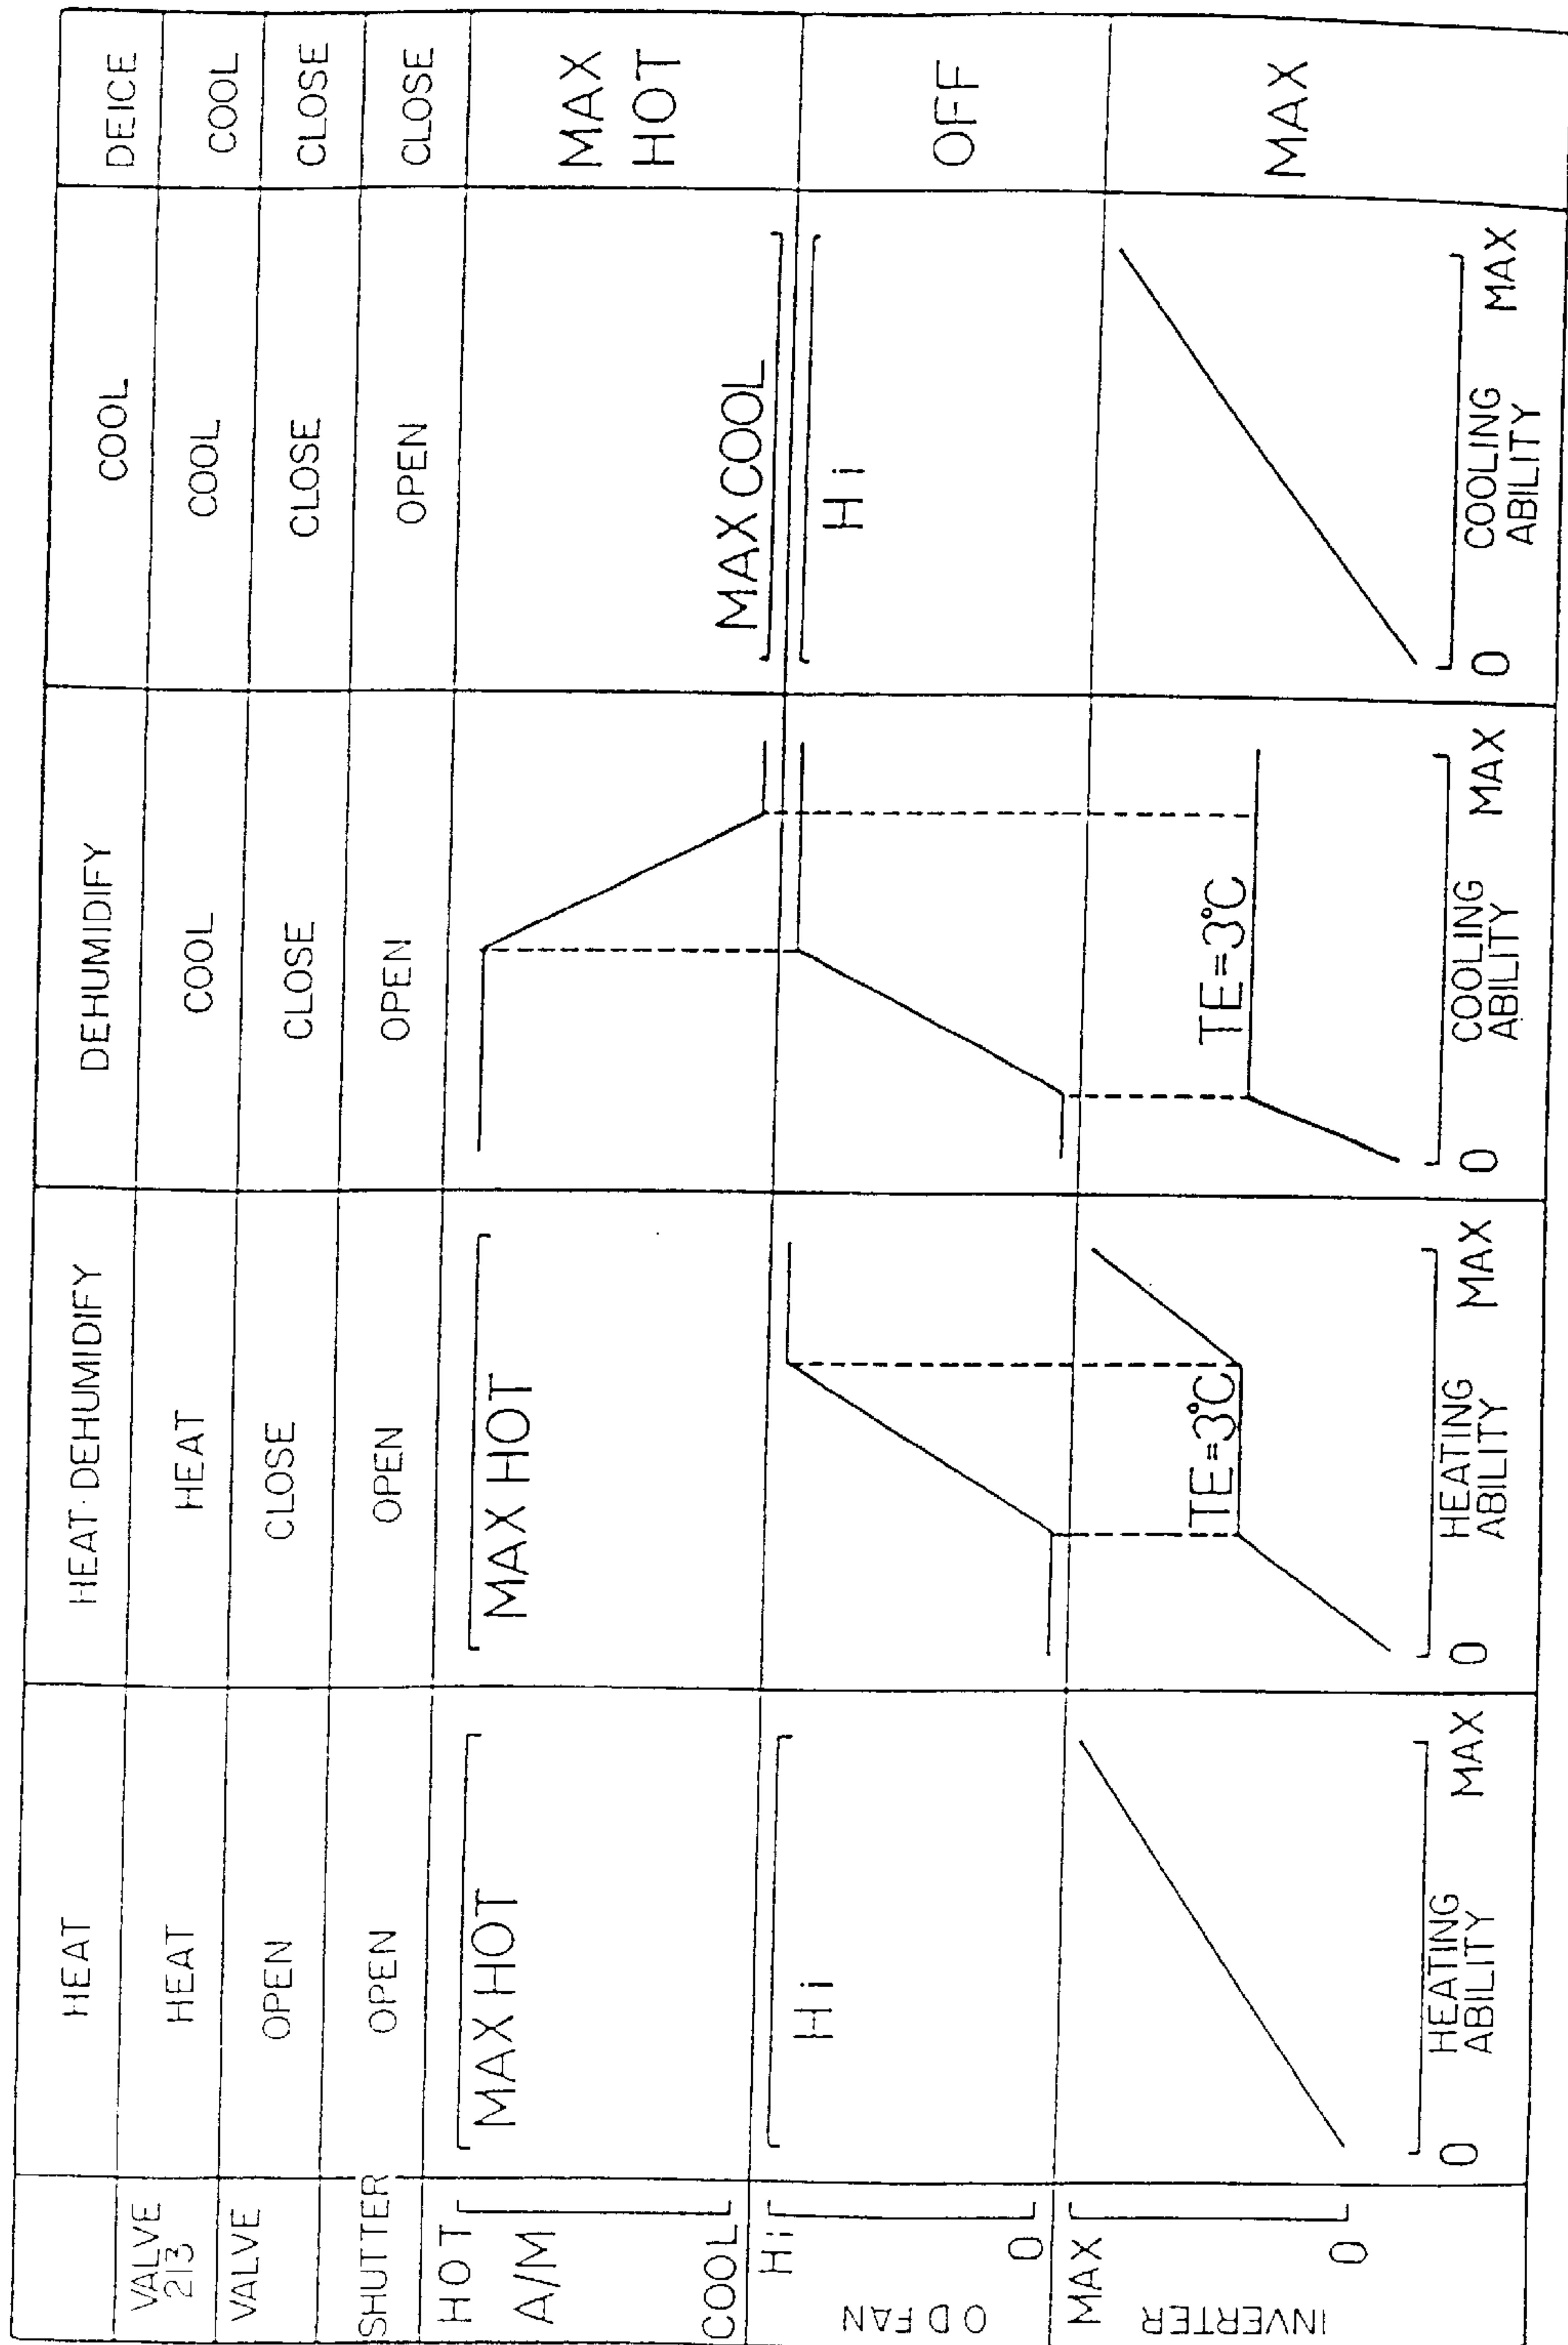 HEAT
HEAT·DEHUMIDIFY
DEHUMIDIFY
COOL
DEICE
VALVE
213
HEAT
HEAT
COOL
COOL
COOL
VALVE
OPEN
CLOSE
CLOSE
CLOSE
CLOSE
SHUTTER
OPEN
OPEN
OPEN
OPEN
CLOSE
HOT
A/M
COOL
MAX HOT
MAX HOT
MAX COOL
MAX
HOT
Hi
OD FAN
0
Hi
Hi
OFF
MAX
INVERTER
0
TE=3°C
TE=3°C
MAX
0
HEATING
ABILITY
MAX
0
HEATING
ABILITY
MAX
0
COOLING
ABILITY
MAX
0
COOLING
ABILITY
MAX